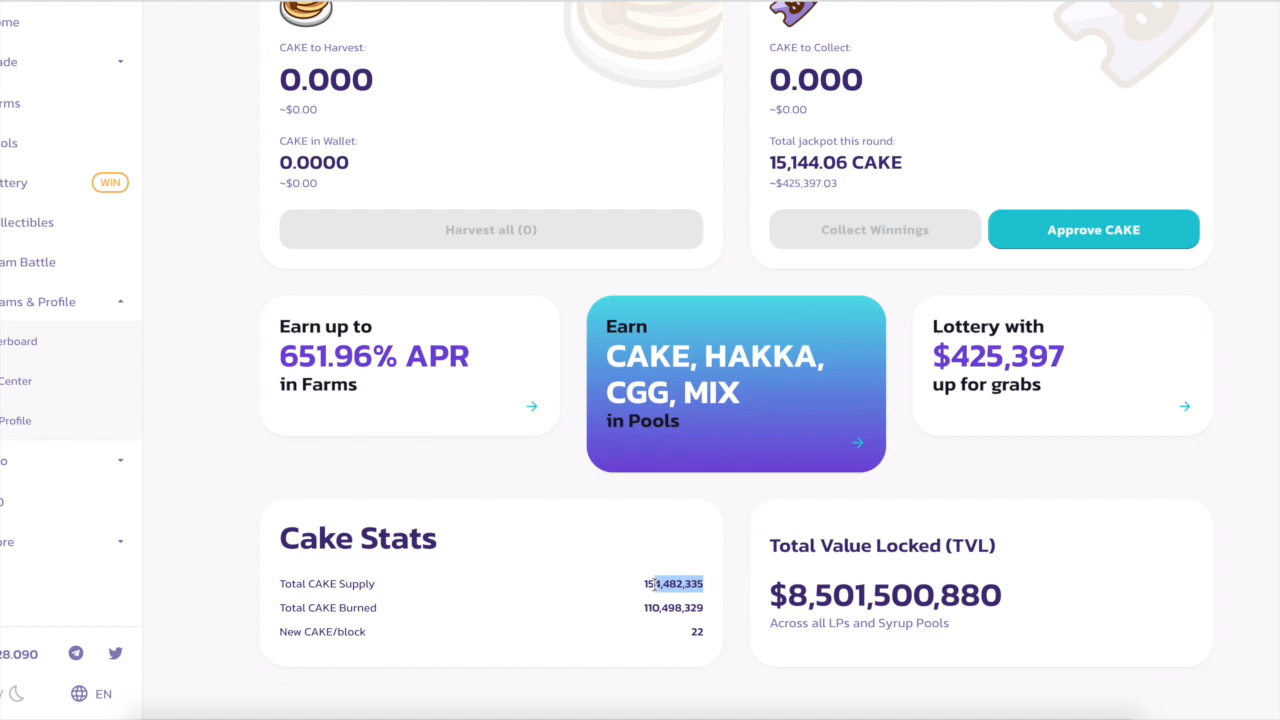 ome
ade
rms
ols
ttery WIN
llectibles
am Battle
ams & Profile
erboard
Center
Profile
o
0
ore
28.090
EN
CAKE to Harvest:
0.000
~$0.00
CAKE in Wallet:
0.0000
~$0.00
Harvest all (0)
CAKE to Collect:
0.000
~$0.00
Total jackpot this round:
15,144.06 CAKE
~$425,397.03
Collect Winnings Approve CAKE
Earn up to
651.96% APR
in Farms
Earn
CAKE, HAKKA,
CGG, MIX
in Pools
Lottery with
$425,397
up for grabs
Cake Stats
Total CAKE Supply 151,482,335
Total CAKE Burned 110,498,329
New CAKE/block 22
Total Value Locked (TVL)
$8,501,500,880
Across all LPs and Syrup Pools